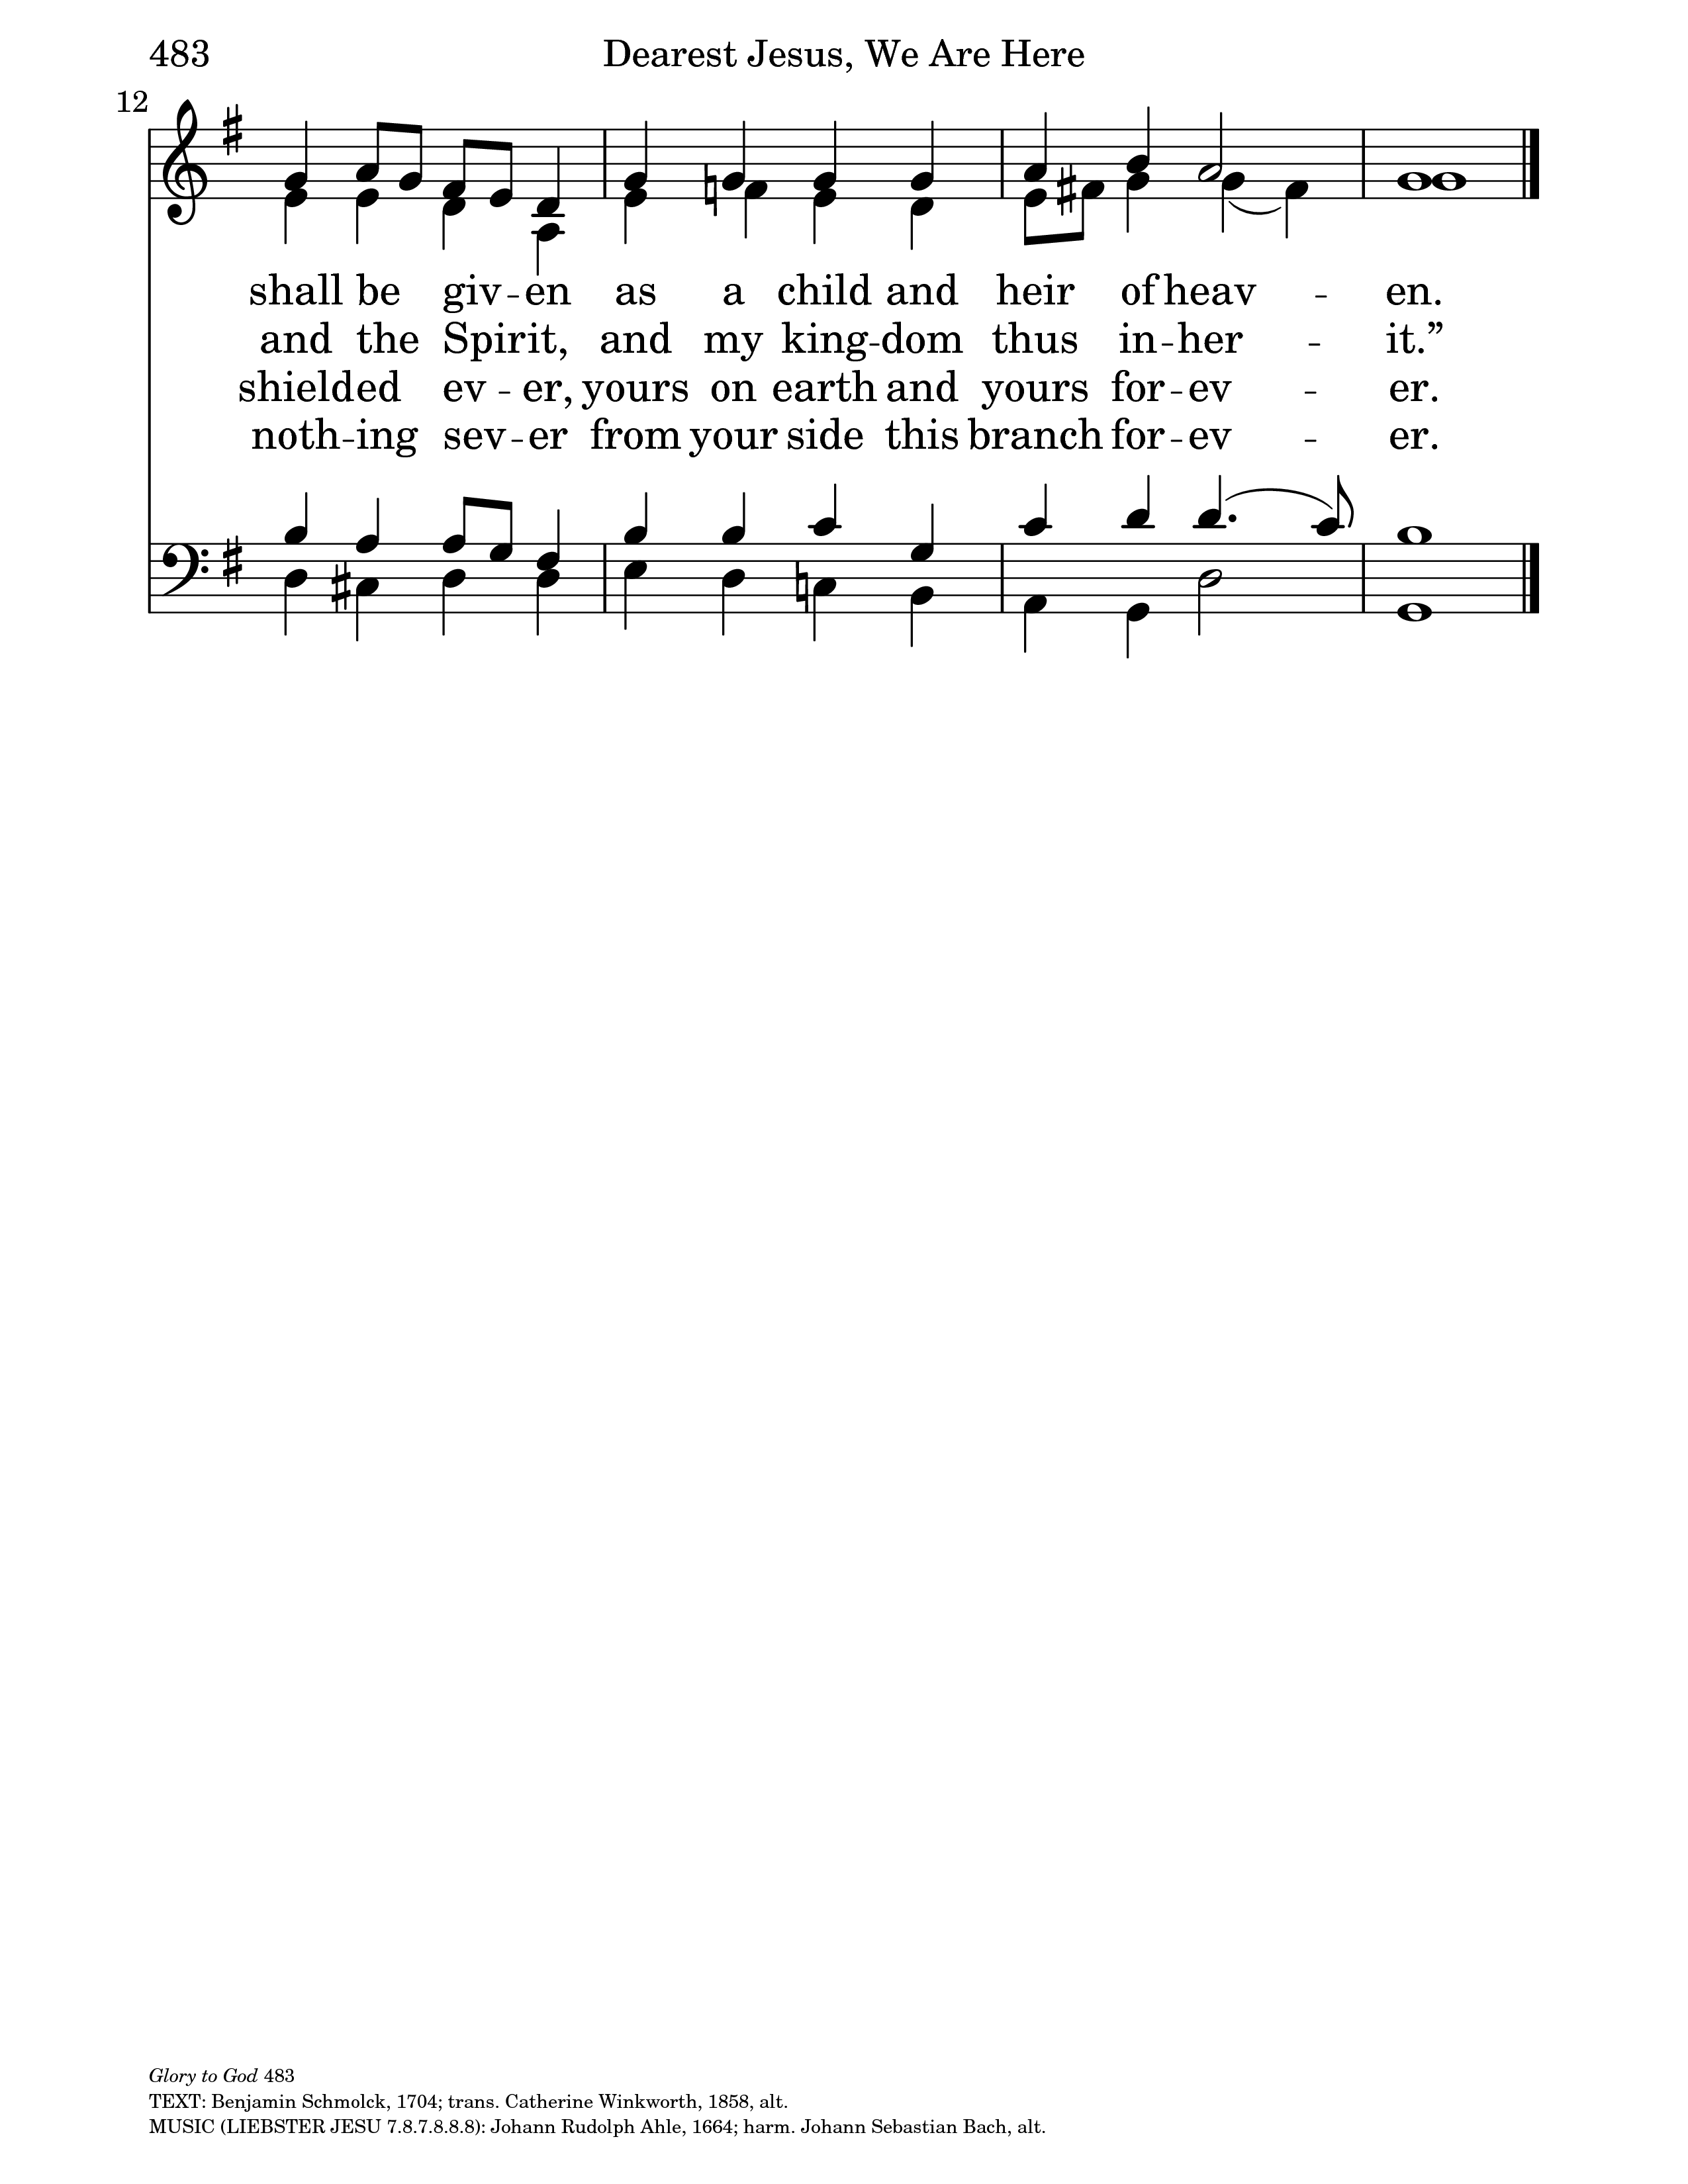 483 Dearest Jesus, We Are Here
12
shall be giv - en as a child and heir of heav - en.
and the Spirit, and my king - dom thus in - her - it.”
shielded ev - er, yours on earth and yours for - ev - er.
noth - ing sev - er from your side this branch for - ev - er.
Glory to God 483
TEXT: Benjamin Schmolck, 1704; trans. Catherine Winkworth, 1858, alt.
MUSIC (LIEBSTER JESU 7.8.7.8.8.8): Johann Rudolph Ahle, 1664; harm. Johann Sebastian Bach, alt.